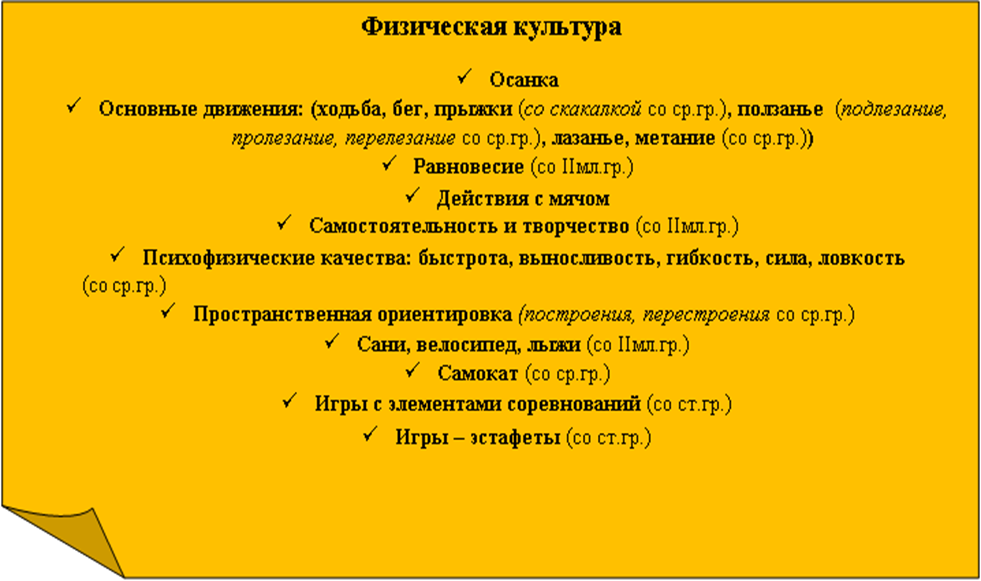 Физическая культура
✓ Осанка
✓ Основные движения: (ходьба, бег, прыжки (со скакалкой со ср.гр.), ползанье (подлезание,
пролезание, перелезание со ср.гр.), лазанье, метание (со ср.гр.))
✓ Равновесие (со IIмл.гр.)
✓ Действия с мячом
✓ Самостоятельность и творчество (со IIмл.гр.)
✓ Психофизические качества: быстрота, выносливость, гибкость, сила, ловкость
(со ср.гр.)
✓ Пространственная ориентировка (построения, перестроения со ср.гр.)
✓ Сани, велосипед, лыжи (со IIмл.гр.)
✓ Самокат (со ср.гр.)
✓ Игры с элементами соревнований (со ст.гр.)
✓ Игры – эстафеты (со ст.гр.)